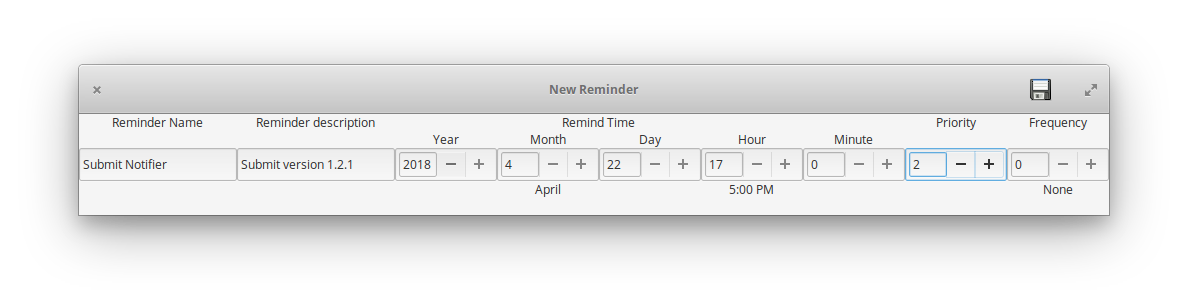 New Reminder
Reminder Name Reminder description Remind Time Priority Frequency
Year Month Day Hour Minute
Submit Notifier Submit version 1.2.1 2018 − + 4 − + 22 − + 17 − + 0 − + 2 − + 0 − +
April 5:00 PM None